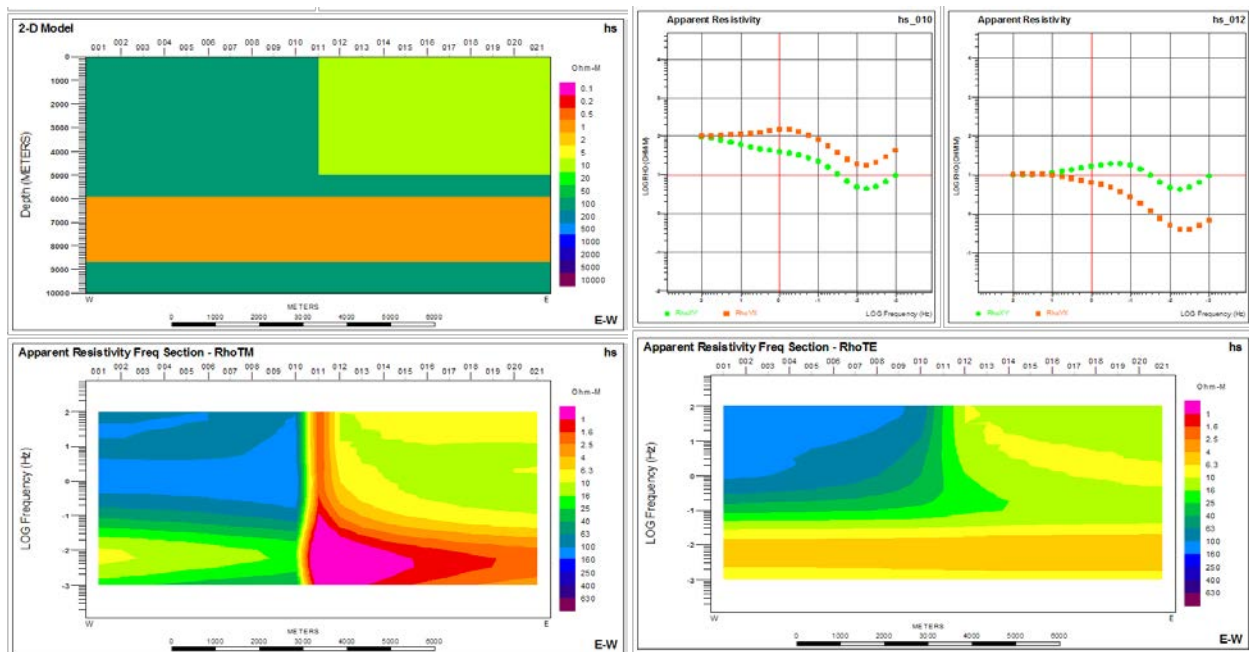 2-D Model hs
001 002 003 004 005 006 007 008 009 010 011 012 014 015 016 017 018 019 020 021
Depth (METERS)
0
1000
2000
3000
4000
5000
6000
7000
8000
9000
10000
W E
METERS
0 1000 2000 3000 4000 5000 6000
E-W
Ohm-M
0.1
0.2
0.5
1
2
5
10
20
50
100
200
500
1000
2000
5000
10000
Apparent Resistivity hs_010
LOG RHO (OHMM)
LOG Frequency (Hz)
RhoXY RhoYX
Apparent Resistivity hs_012
LOG RHO (OHMM)
LOG Frequency (Hz)
RhoXY RhoYX
Apparent Resistivity Freq Section - RhoTM hs
001 002 003 004 005 006 007 008 009 010 011 012 014 015 016 017 018 019 020 021
LOG Frequency (Hz)
2
1
0
-1
-2
-3
W E
METERS
0 1000 2000 3000 4000 5000 6000
E-W
Ohm-M
1
1.6
2.5
4
6.3
10
16
25
40
63
100
160
250
400
630
Apparent Resistivity Freq Section - RhoTE hs
001 002 003 004 005 006 007 008 009 010 011 012 013 014 015 016 017 018 019 020 021
LOG Frequency (Hz)
2
1
0
-1
-2
-3
W E
METERS
0 1000 2000 3000 4000 5000 6000
E-W
Ohm-M
1
1.6
2.5
4
6.3
10
16
25
40
63
100
160
250
400
630